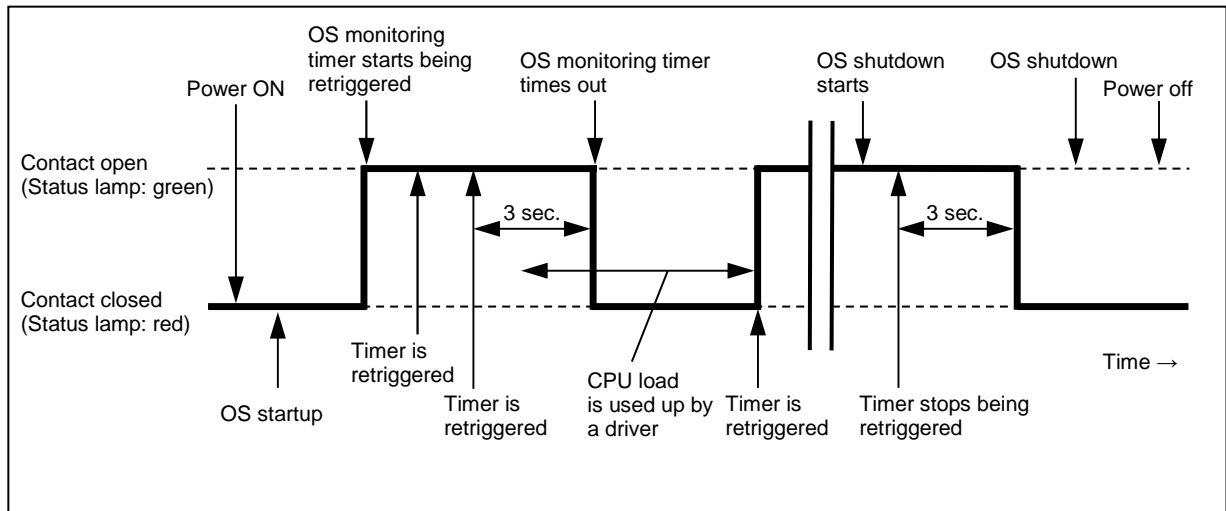 OS monitoring
timer starts being
retriggered
Power ON
OS monitoring timer
times out
OS shutdown
starts
OS shutdown
Power off
Contact open
(Status lamp: green)
3 sec.
3 sec.
Contact closed
(Status lamp: red)
Timer is
retriggered
Time →
OS startup
Timer is
retriggered
CPU load
is used up by
a driver
Timer is
retriggered
Timer stops being
retriggered